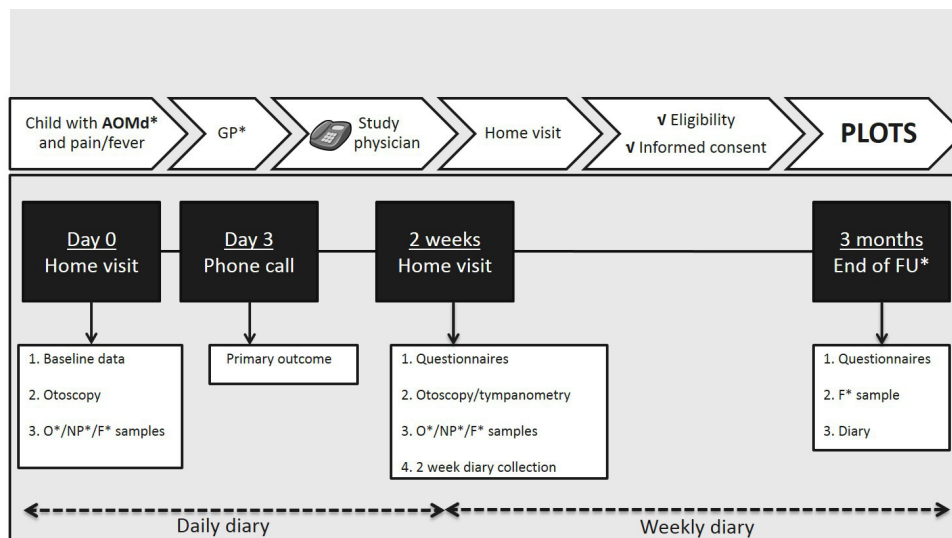 Child with AOMd*
and pain/fever
GP*
Study
physician
Home visit
√ Eligibility
√ Informed consent
PLOTS
Day 0
Home visit
Day 3
Phone call
2 weeks
Home visit
3 months
End of FU*
1. Baseline data
2. Otoscopy
3. O*/NP*/F* samples
Primary outcome
1. Questionnaires
2. Otoscopy/tympanometry
3. O*/NP*/F* samples
4. 2 week diary collection
1. Questionnaires
2. F* sample
3. Diary
Daily diary
Weekly diary